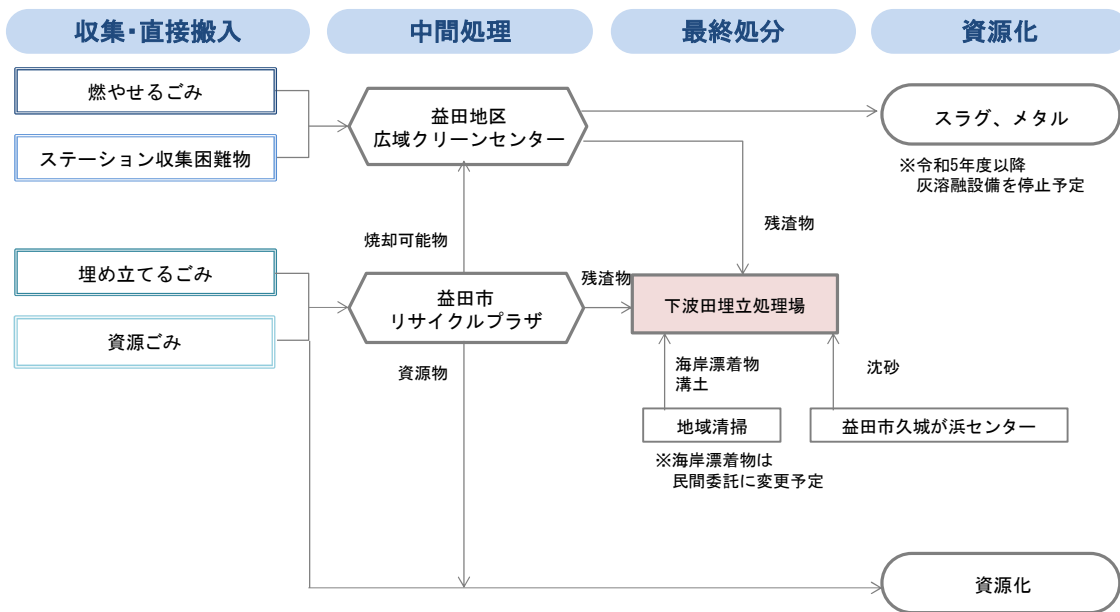 収集・直接搬入
中間処理
最終処分
資源化
燃やせるごみ
ステーション収集困難物
益田地区
広域クリーンセンター
スラグ、メタル
※令和5年度以降
灰溶融設備を停止予定
焼却可能物
残渣物
埋め立てるごみ
資源ごみ
益田市
リサイクルプラザ
残渣物
下波田埋立処理場
資源物
海岸漂着物
溝土
沈砂
地域清掃
益田市久城が浜センター
※海岸漂着物は
民間委託に変更予定
資源化